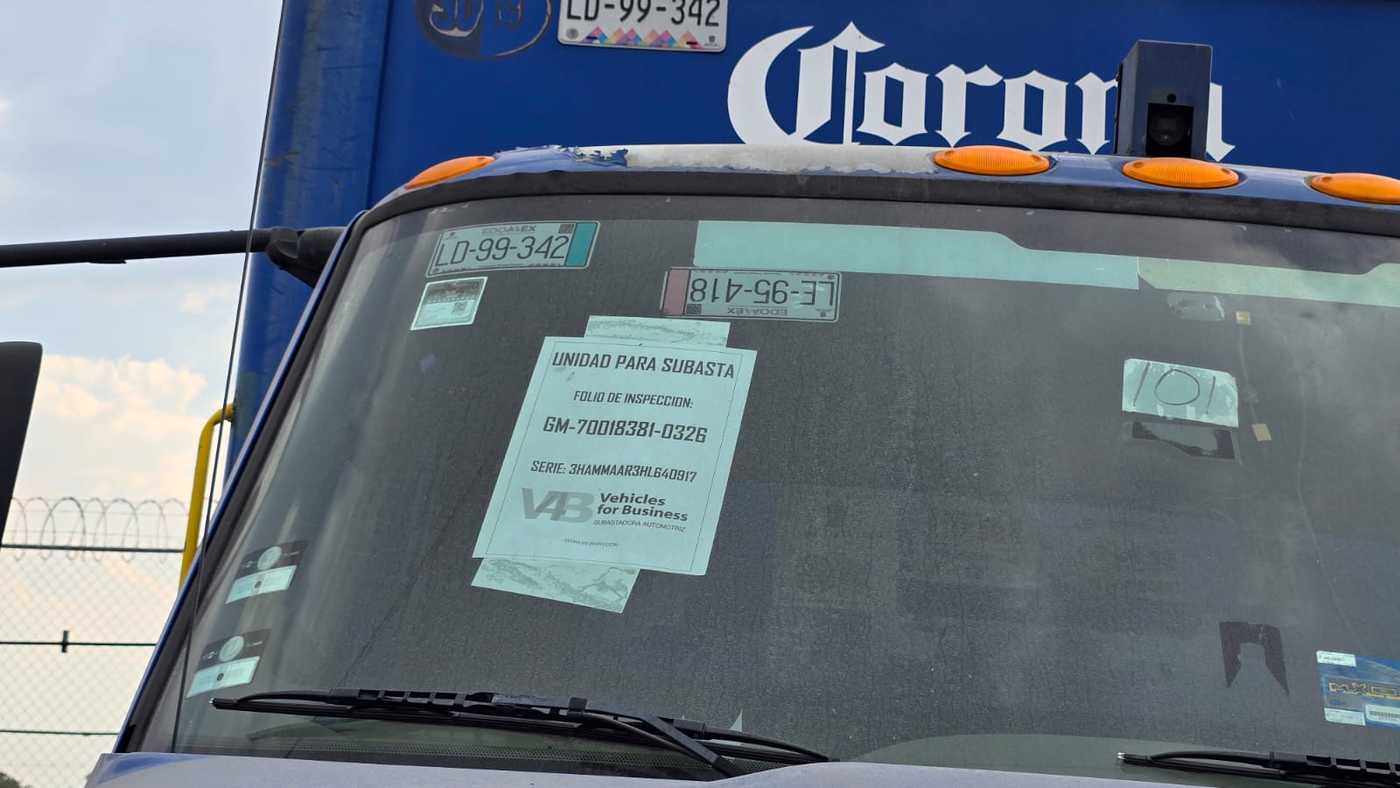 LD-99-342
Corona
EDOMEX
LD-99-342
LE-95-418
EDOMEX
UNIDAD PARA SUBASTA
FOLIO DE INSPECCION:
GM-70018381-0326
SERIE: 3HAMMAAR3HL640917
V4B Vehicles
for Business
SUBASTADORA AUTOMOTRIZ
101